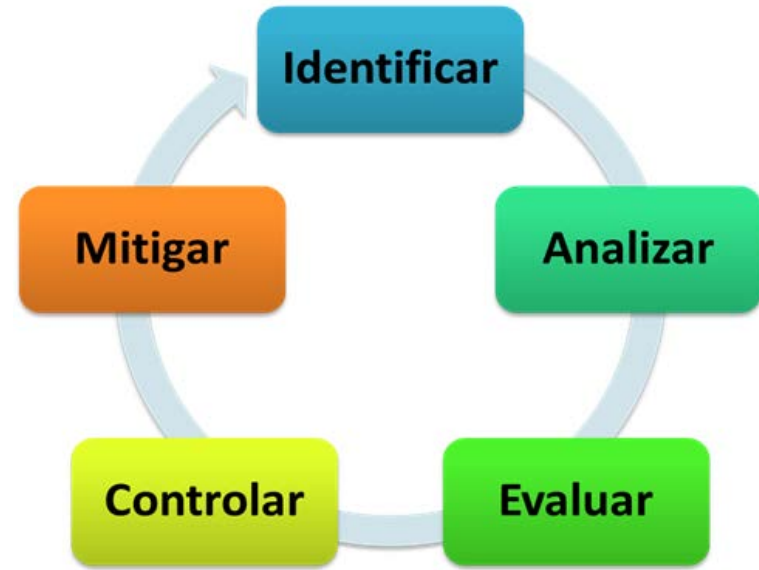 Identificar
Analizar
Evaluar
Controlar
Mitigar